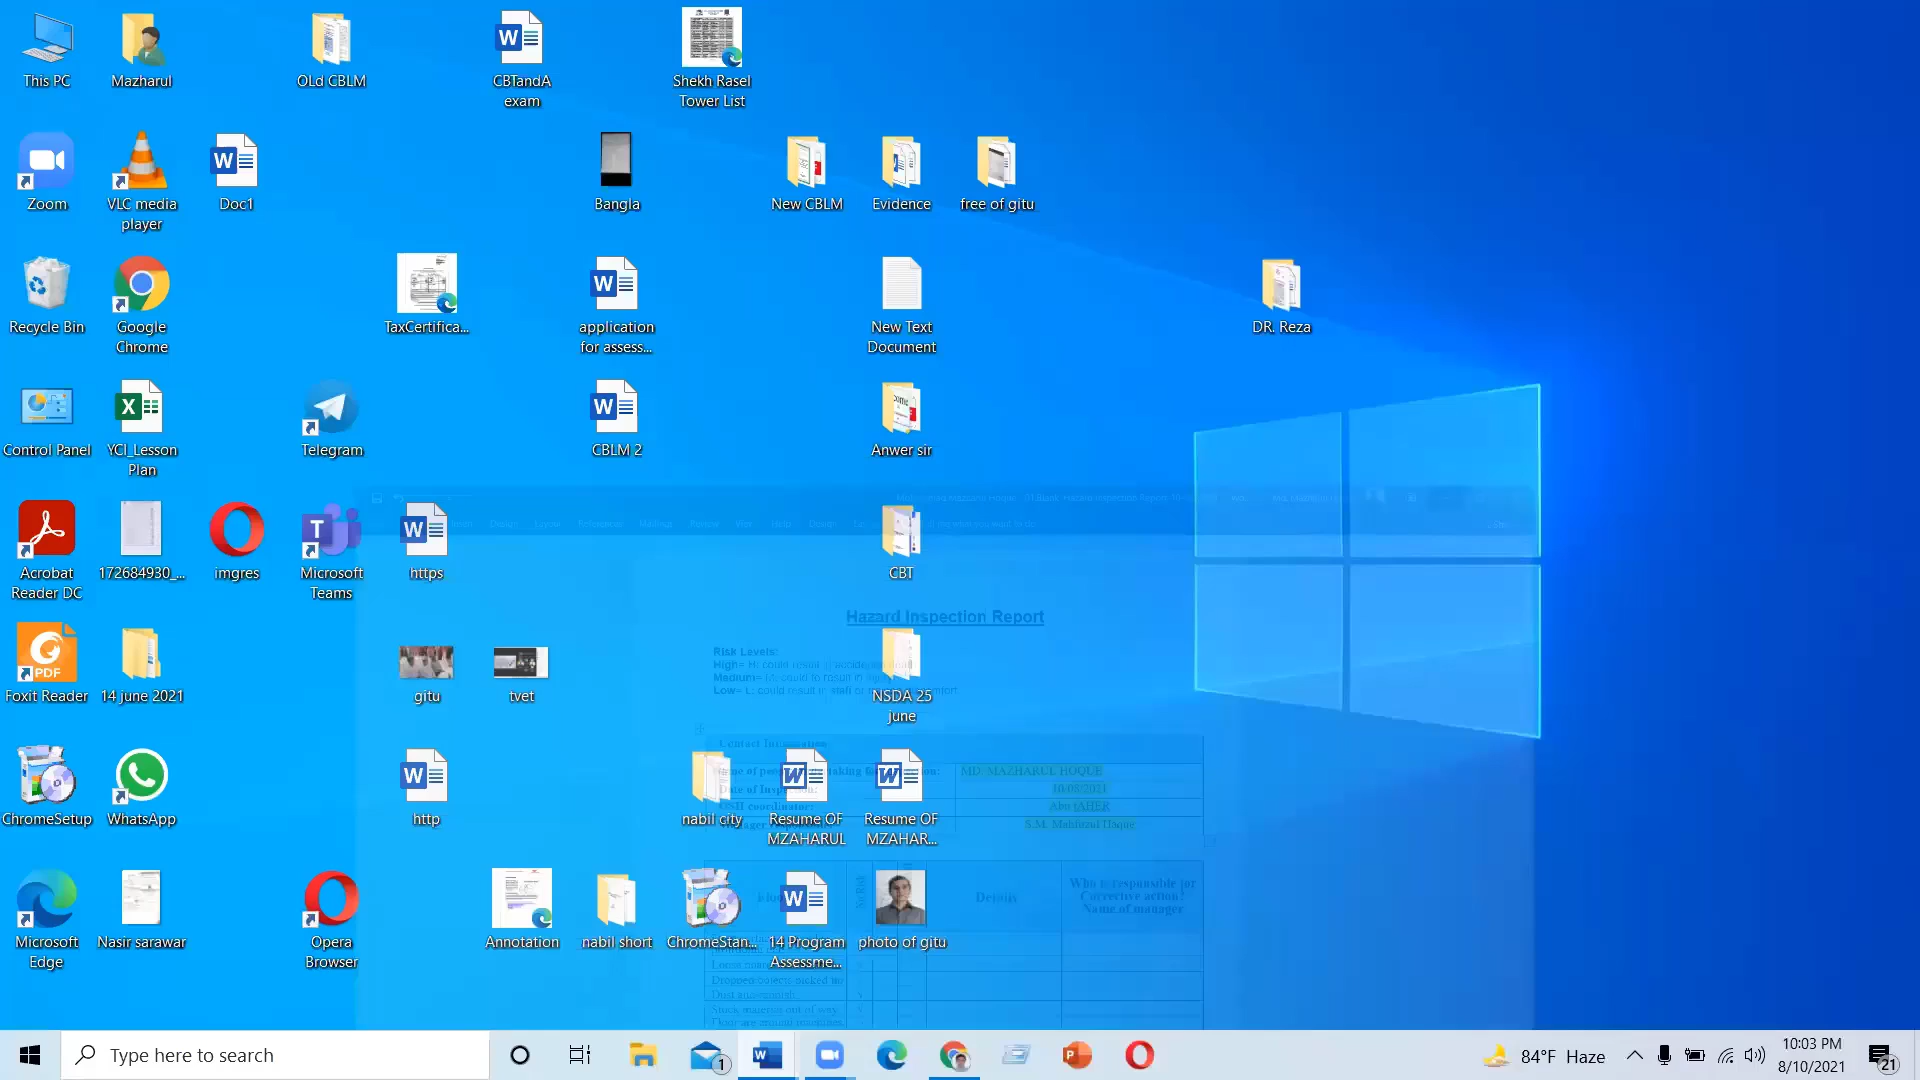 This PC
Mazharul
OLd CBLM
CBTandA
exam
Shekh Rasel
Tower List
Zoom
VLC media
player
Doc1
Bangla
New CBLM
Evidence
free of gitu
Recycle Bin
Google
Chrome
TaxCertifica...
application
for assess...
New Text
Document
DR. Reza
Control Panel
YCI_Lesson
Plan
Telegram
CBLM 2
Anwer sir
Acrobat
Reader DC
172684930_...
imgres
Microsoft
Teams
https
CBT
Hazard Inspection Report
Risk Levels:
Foxit Reader
14 june 2021
gitu
tvet
NSDA 25
june
MD. MAZHARUL HOQUE
10/08/2021
Abu tAHER
S.M. Mahfuzul Hoque
ChromeSetup
WhatsApp
http
nabil city
Resume OF
MZAHARUL
Resume OF
MZAHAR...
Details
Who is responsible for
Corrective action?
Name of manager
Microsoft
Edge
Nasir sarawar
Opera
Browser
Annotation
nabil short
ChromeStan...
14 Program
Assessme...
photo of gitu
Type here to search
1
84°F Haze
10:03 PM
8/10/2021
21